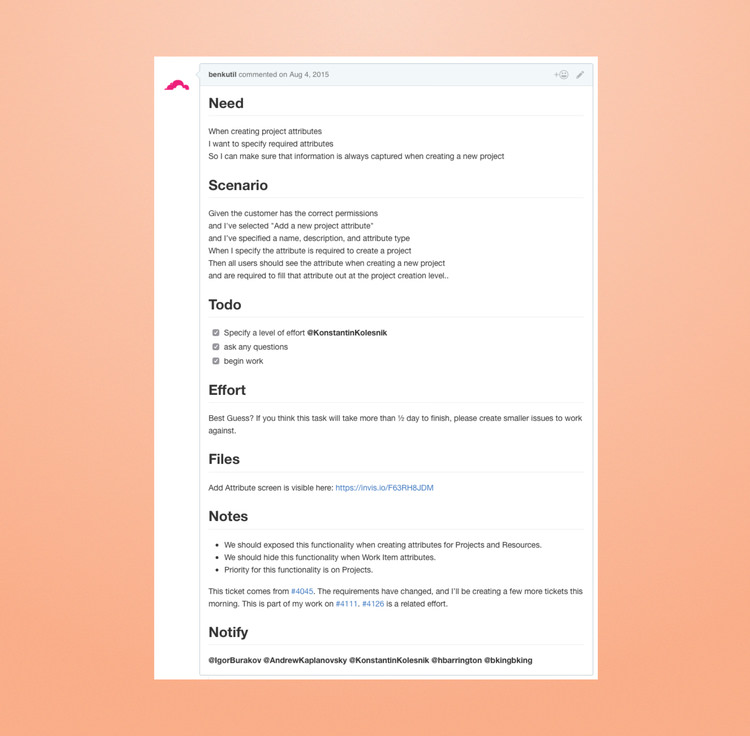 benkutil commented on Aug 4, 2015
Need
When creating project attributes
I want to specify required attributes
So I can make sure that information is always captured when creating a new project
Scenario
Given the customer has the correct permissions
and I've selected "Add a new project attribute"
and I've specified a name, description, and attribute type
When I specify the attribute is required to create a project
Then all users should see the attribute when creating a new project
and are required to fill that attribute out at the project creation level..
Todo
Specify a level of effort @KonstantinKolesnik
ask any questions
begin work
Effort
Best Guess? If you think this task will take more than ½ day to finish, please create smaller issues to work
against.
Files
Add Attribute screen is visible here: https://invis.io/F63RH8JDM
Notes
• We should exposed this functionality when creating attributes for Projects and Resources.
• We should hide this functionality when Work Item attributes.
• Priority for this functionality is on Projects.
This ticket comes from #4045. The requirements have changed, and I'll be creating a few more tickets this
morning. This is part of my work on #4111. #4126 is a related effort.
Notify
@IgorBurakov @AndrewKaplanovsky @KonstantinKolesnik @hbarrington @bkingbking